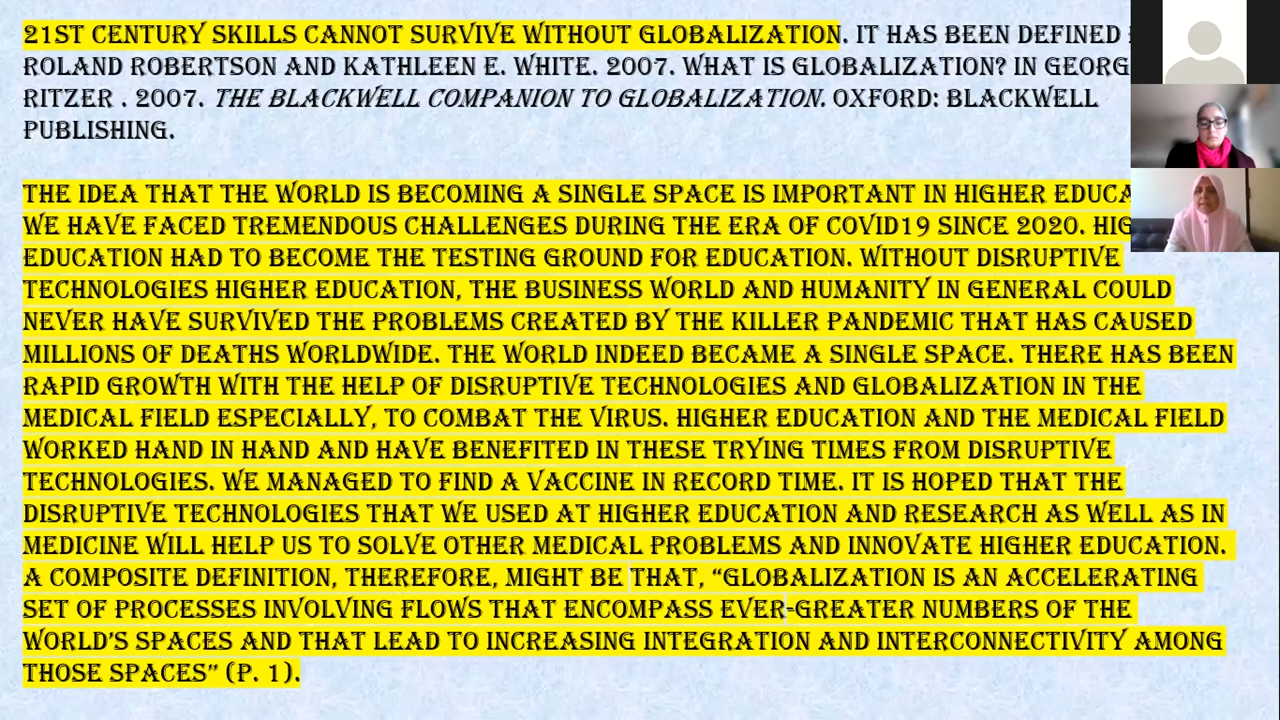 21ST CENTURY SKILLS CANNOT SURVIVE WITHOUT GLOBALIZATION. IT HAS BEEN DEFINED
ROLAND ROBERTSON AND KATHLEEN E. WHITE. 2007. WHAT IS GLOBALIZATION? IN GEORG
RITZER . 2007. THE BLACKWELL COMPANION TO GLOBALIZATION. OXFORD: BLACKWELL
PUBLISHING.
THE IDEA THAT THE WORLD IS BECOMING A SINGLE SPACE IS IMPORTANT IN HIGHER EDUCA
WE HAVE FACED TREMENDOUS CHALLENGES DURING THE ERA OF COVID19 SINCE 2020. HIG
EDUCATION HAD TO BECOME THE TESTING GROUND FOR EDUCATION. WITHOUT DISRUPTIVE
TECHNOLOGIES HIGHER EDUCATION, THE BUSINESS WORLD AND HUMANITY IN GENERAL COULD
NEVER HAVE SURVIVED THE PROBLEMS CREATED BY THE KILLER PANDEMIC THAT HAS CAUSED
MILLIONS OF DEATHS WORLDWIDE. THE WORLD INDEED BECAME A SINGLE SPACE. THERE HAS BEEN
RAPID GROWTH WITH THE HELP OF DISRUPTIVE TECHNOLOGIES AND GLOBALIZATION IN THE
MEDICAL FIELD ESPECIALLY, TO COMBAT THE VIRUS. HIGHER EDUCATION AND THE MEDICAL FIELD
WORKED HAND IN HAND AND HAVE BENEFITED IN THESE TRYING TIMES FROM DISRUPTIVE
TECHNOLOGIES. WE MANAGED TO FIND A VACCINE IN RECORD TIME. IT IS HOPED THAT THE
DISRUPTIVE TECHNOLOGIES THAT WE USED AT HIGHER EDUCATION AND RESEARCH AS WELL AS IN
MEDICINE WILL HELP US TO SOLVE OTHER MEDICAL PROBLEMS AND INNOVATE HIGHER EDUCATION.
A COMPOSITE DEFINITION, THEREFORE, MIGHT BE THAT, “GLOBALIZATION IS AN ACCELERATING
SET OF PROCESSES INVOLVING FLOWS THAT ENCOMPASS EVER-GREATER NUMBERS OF THE
WORLD’S SPACES AND THAT LEAD TO INCREASING INTEGRATION AND INTERCONNECTIVITY AMONG
THOSE SPACES” (P. 1).